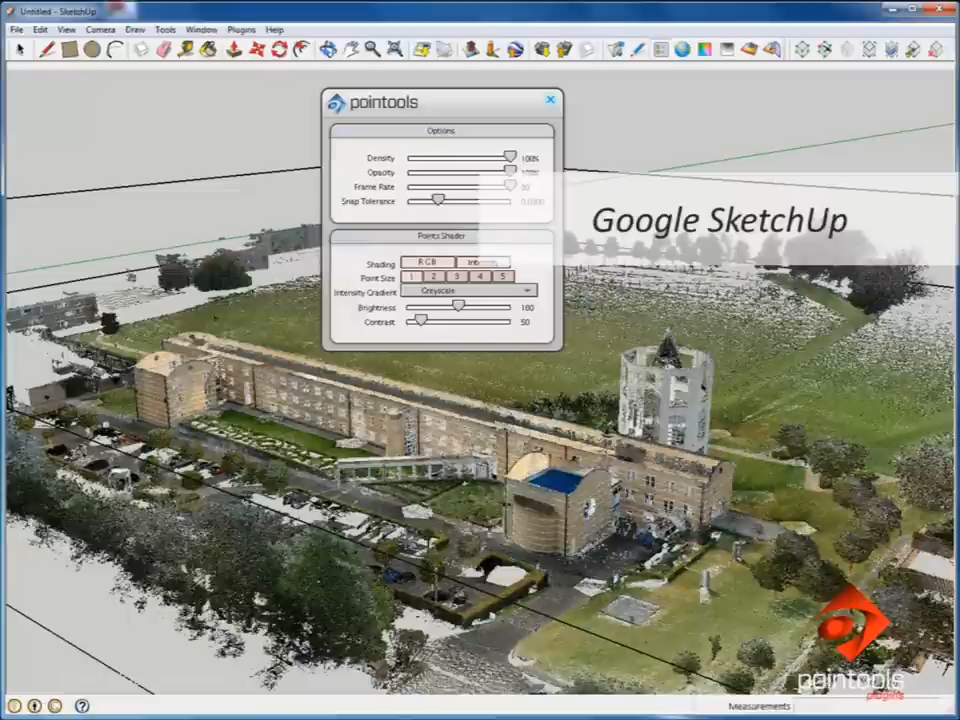 Untitled - SketchUp
File Edit View Camera Draw Tools Window Plugins Help
pointools
Options
Density 100%
Opacity 100%
Frame Rate
Snap Tolerance
Google SketchUp
Points Shader
Shading RGB
Point Size 1 2 3 4 5
Intensity Gradient Greyscale
Brightness 180
Contrast 50
pointools
plugins
Measurements